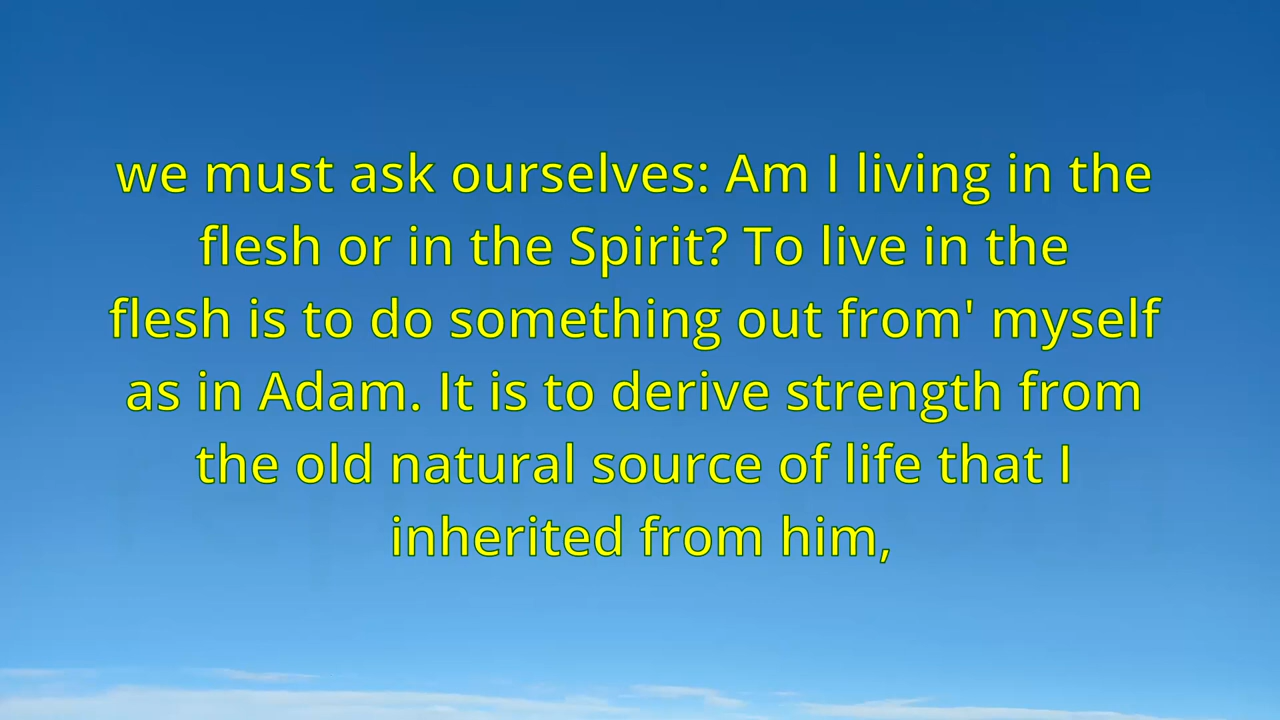 we must ask ourselves: Am I living in the
flesh or in the Spirit? To live in the
flesh is to do something out from' myself
as in Adam. It is to derive strength from
the old natural source of life that I
inherited from him,